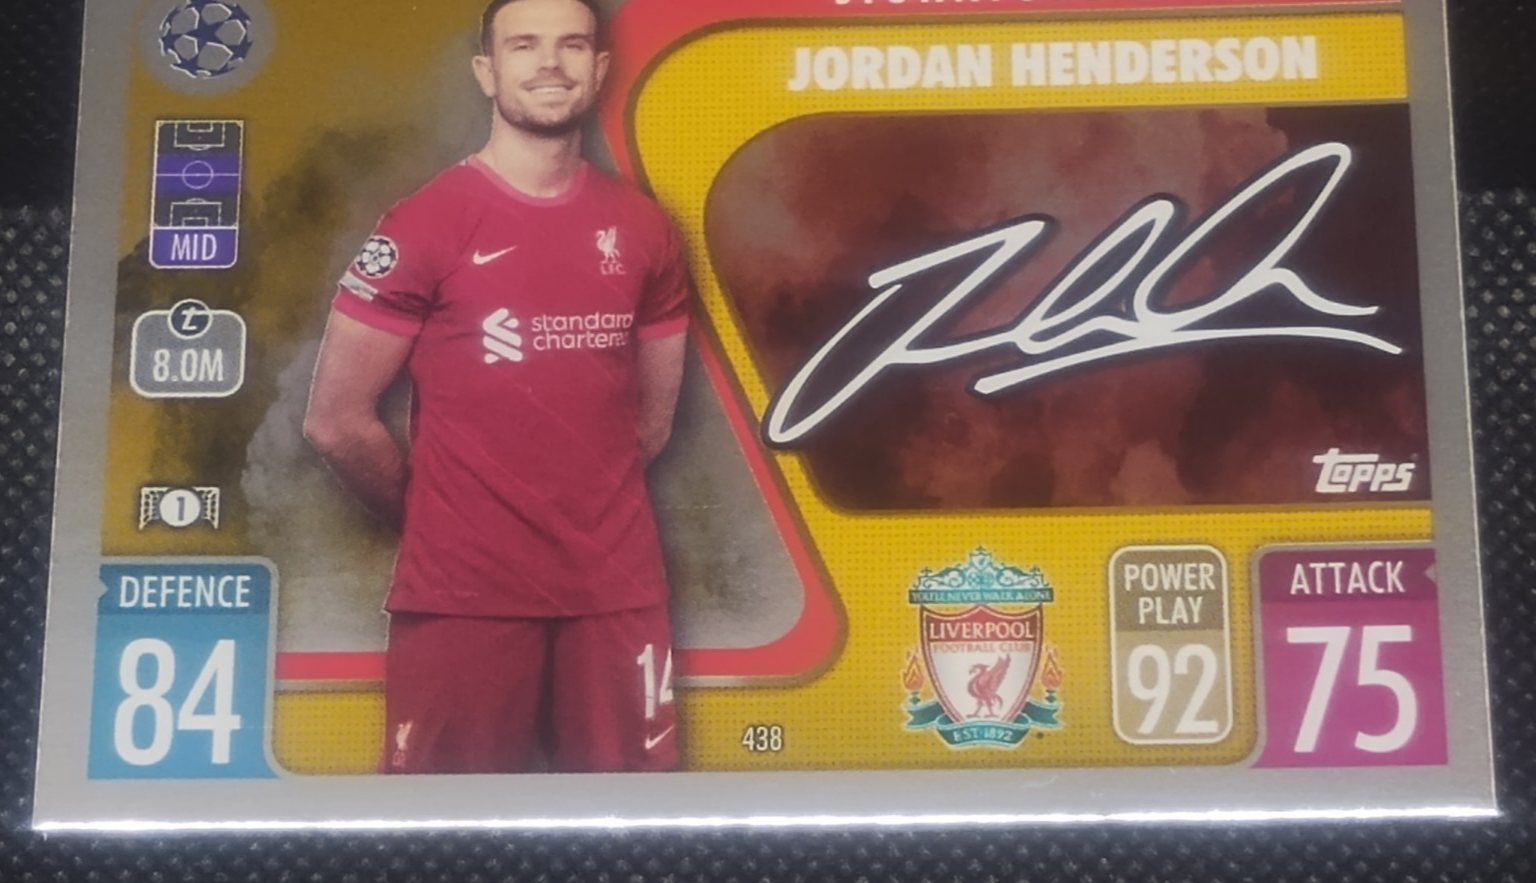 JORDAN HENDERSON
MID
8.0M
L.F.C.
standard
chartered
topps
1
DEFENCE
84
14
438
YOU'LL NEVER WALK ALONE
LIVERPOOL
FOOTBALL CLUB
EST·1892
POWER
PLAY
92
ATTACK
75